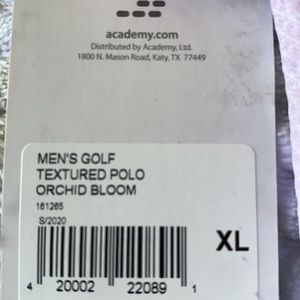 academy.com
Distributed by Academy, Ltd.
1800 N. Mason Road, Katy, TX 77449
MEN'S GOLF
TEXTURED POLO
ORCHID BLOOM
161265
S/2020
XL
4 20002 22089 1